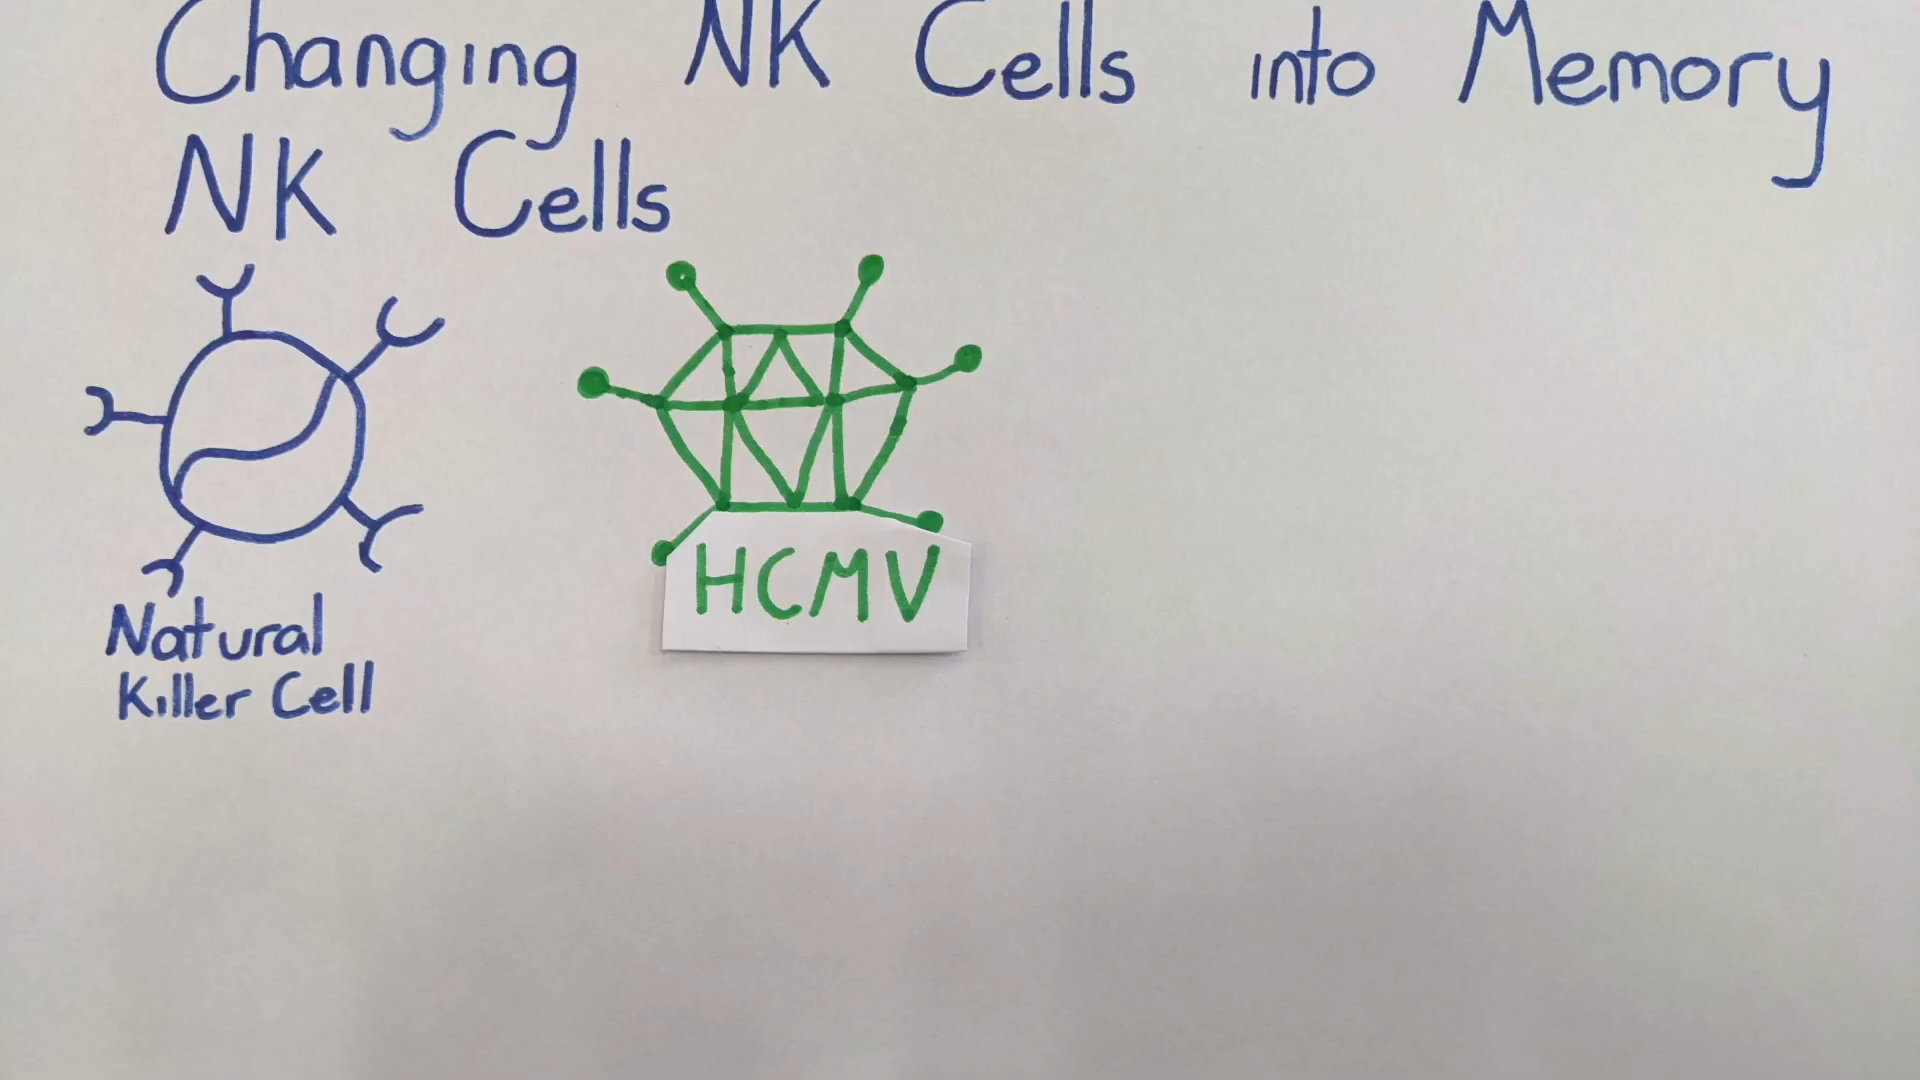 Changing NK Cells into Memory
NK Cells
HCMV
Natural
Killer Cell